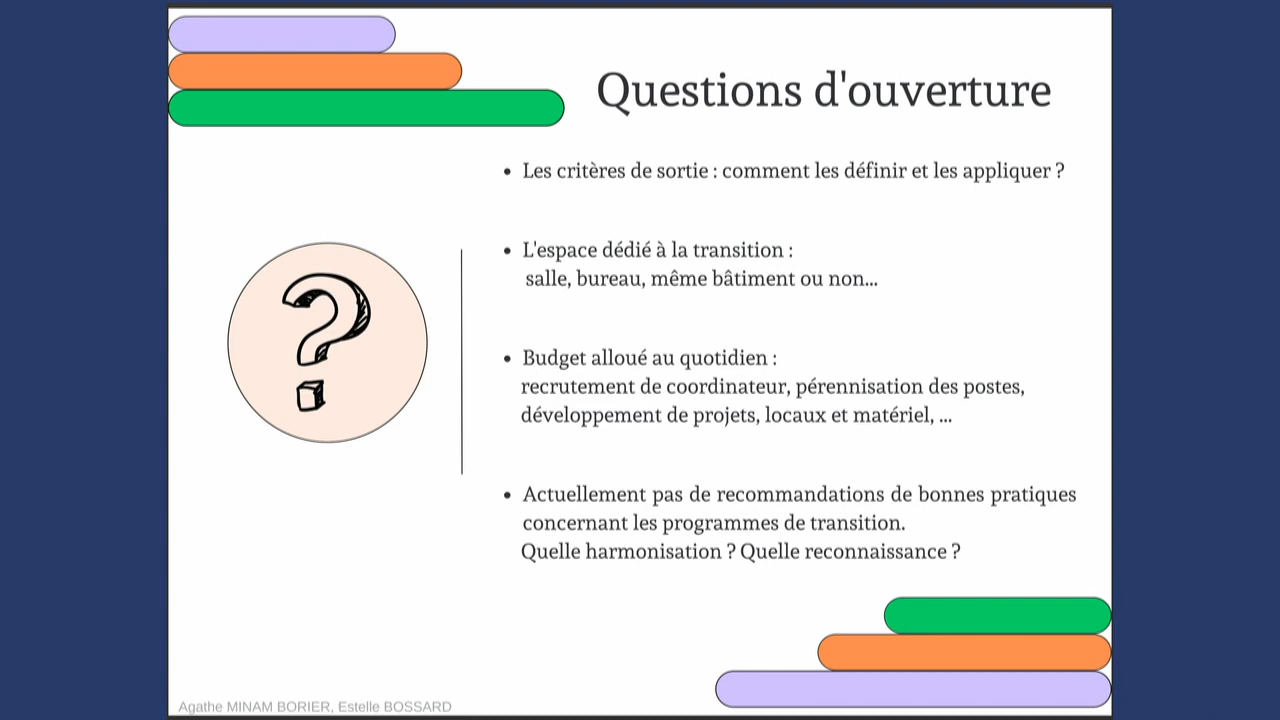 Questions d'ouverture
• Les critères de sortie : comment les définir et les appliquer ?
• L'espace dédié à la transition :
salle, bureau, même bâtiment ou non...
• Budget alloué au quotidien :
recrutement de coordinateur, pérennisation des postes,
développement de projets, locaux et matériel, ...
• Actuellement pas de recommandations de bonnes pratiques
concernant les programmes de transition.
Quelle harmonisation ? Quelle reconnaissance ?
Agathe MINAM BORIER, Estelle BOSSARD